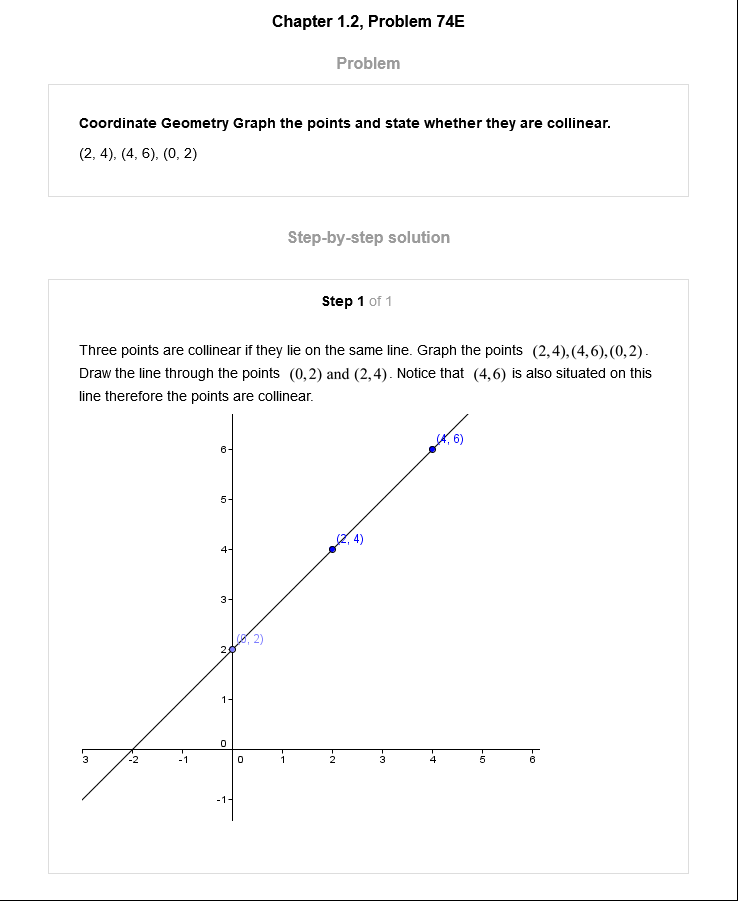 Chapter 1.2, Problem 74E
Problem
Coordinate Geometry Graph the points and state whether they are collinear.
(2, 4), (4, 6), (0, 2)
Step-by-step solution
Step 1 of 1
Three points are collinear if they lie on the same line. Graph the points (2,4),(4,6),(0,2).
Draw the line through the points (0,2) and (2,4). Notice that (4,6) is also situated on this
line therefore the points are collinear.
(4, 6)
6
5
(2, 4)
4
3
(0, 2)
2
1
0
3 -2 -1 0 1 2 3 4 5 6
-1